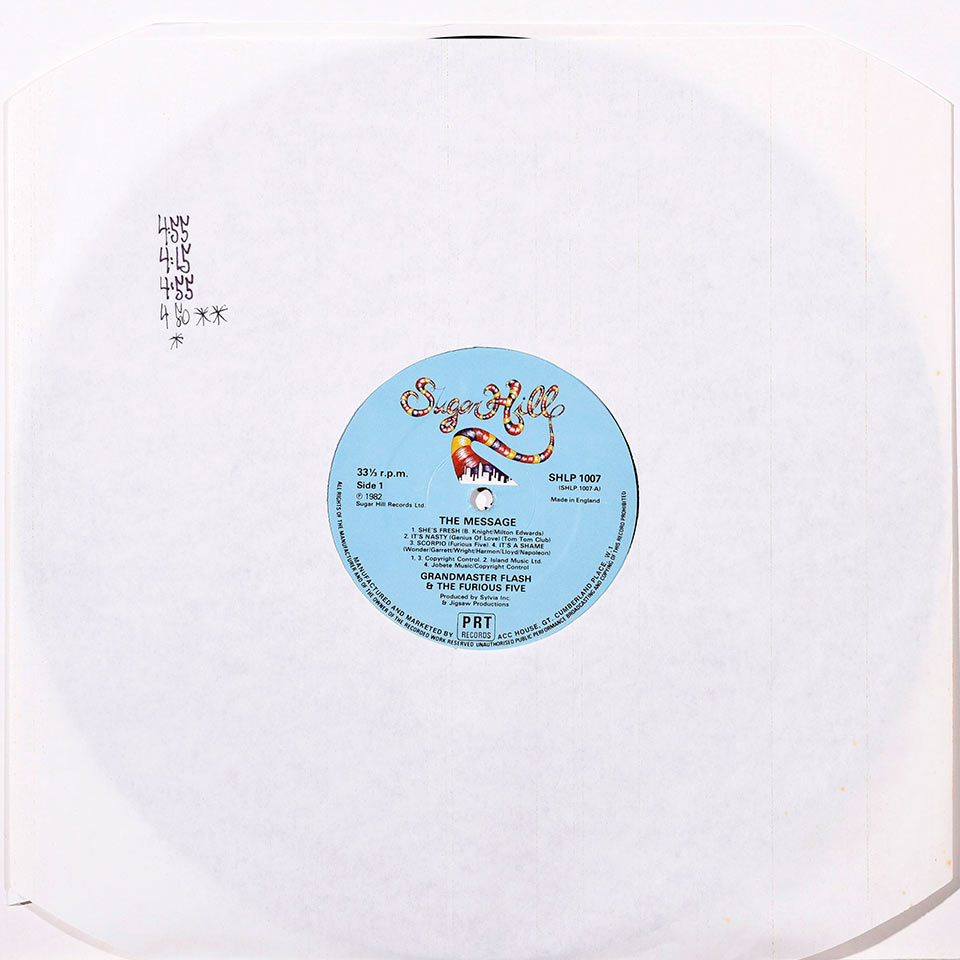 4:55
4:15
4:55
4 50 **
*
Sugar Hill
33⅓ r.p.m.
Side 1
℗ 1982
Sugar Hill Records Ltd.
SHLP 1007
(SHLP 1007-A)
Made in England
THE MESSAGE
1. SHE'S FRESH (B. Knight/Milton Edwards)
2. IT'S NASTY (Genius Of Love) (Tom Tom Club)
3. SCORPIO (Furious Five). 4. IT'S A SHAME
(Wonder/Garrett/Wright/Harmon/Lloyd/Napoleon)
1. 3. Copyright Control. 2. Island Music Ltd.
4. Jobete Music/Copyright Control
GRANDMASTER FLASH
& THE FURIOUS FIVE
Produced by Sylvia Inc.
& Jigsaw Productions
MANUFACTURED AND MARKETED BY PRT RECORDS ACC HOUSE, GT. CUMBERLAND PLACE, W.1.
ALL RIGHTS OF THE MANUFACTURER AND OF THE OWNER OF THE RECORDED WORK RESERVED. UNAUTHORISED PUBLIC PERFORMANCE BROADCASTING AND COPYING OF THIS RECORD PROHIBITED